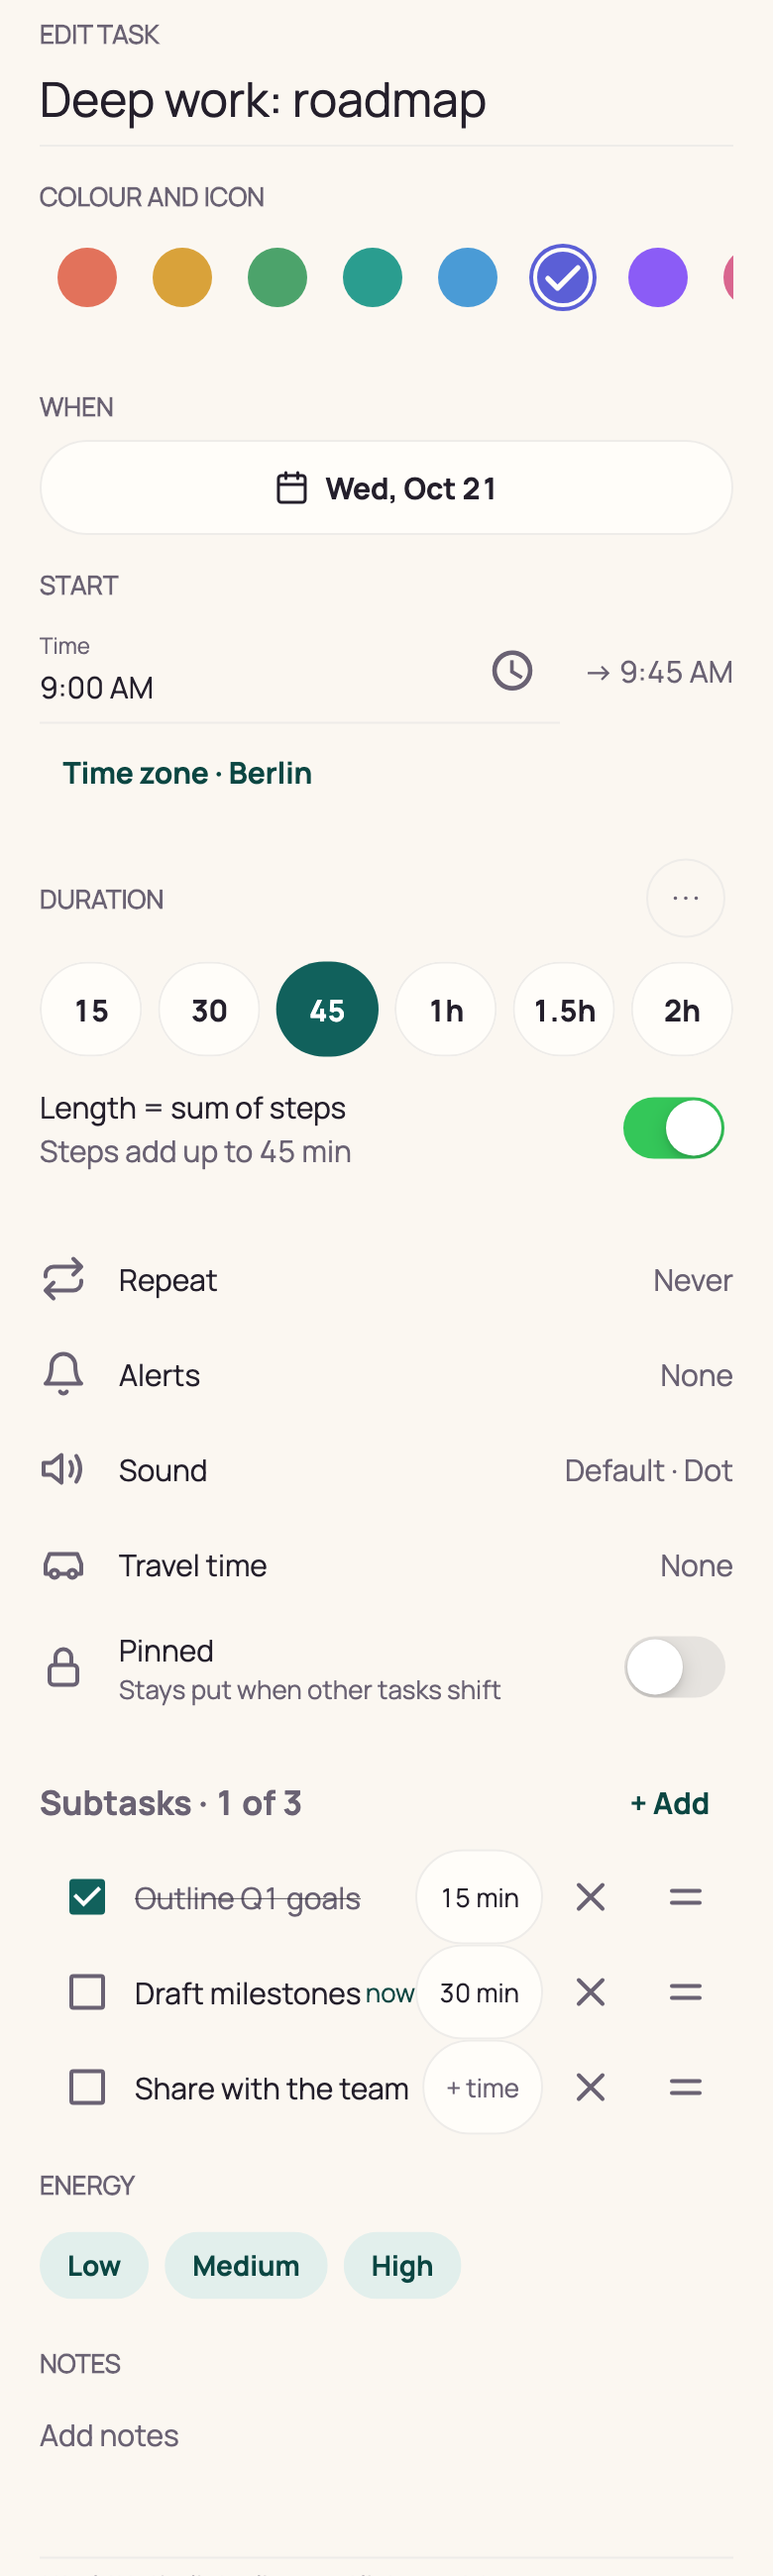 EDIT TASK
Deep work: roadmap
COLOUR AND ICON
WHEN
Wed, Oct 21
START
Time
9:00 AM
→ 9:45 AM
Time zone · Berlin
DURATION
···
15 30 45 1h 1.5h 2h
Length = sum of steps
Steps add up to 45 min
Repeat Never
Alerts None
Sound Default · Dot
Travel time None
Pinned
Stays put when other tasks shift
Subtasks · 1 of 3 + Add
Outline Q1 goals 15 min
Draft milestones now 30 min
Share with the team + time
ENERGY
Low Medium High
NOTES
Add notes